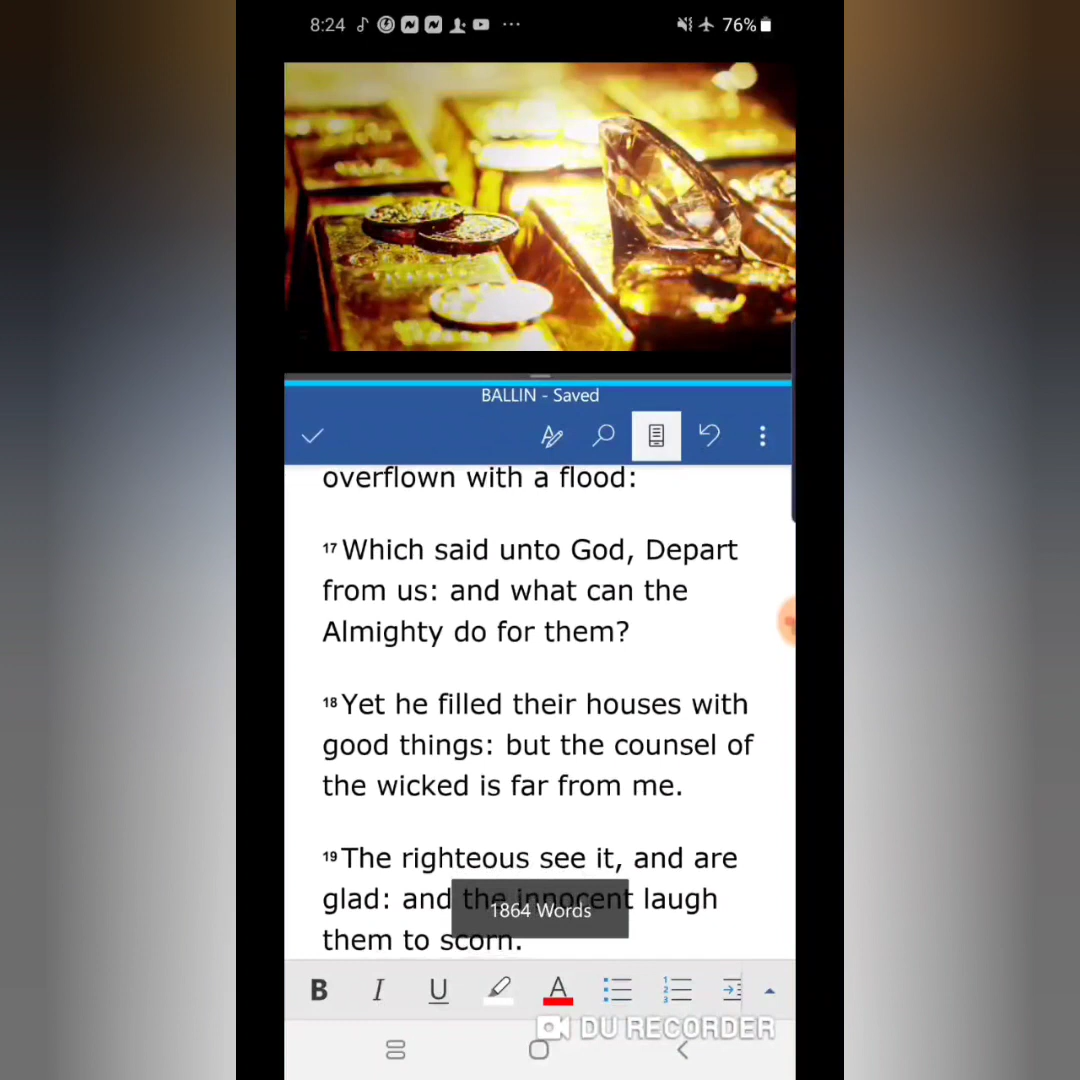 8:24
76%
BALLIN - Saved
overflown with a flood:
17 Which said unto God, Depart
from us: and what can the
Almighty do for them?
18 Yet he filled their houses with
good things: but the counsel of
the wicked is far from me.
19 The righteous see it, and are
glad: and the innocent laugh
1864 Words
them to scorn.
B I U A
DU RECORDER